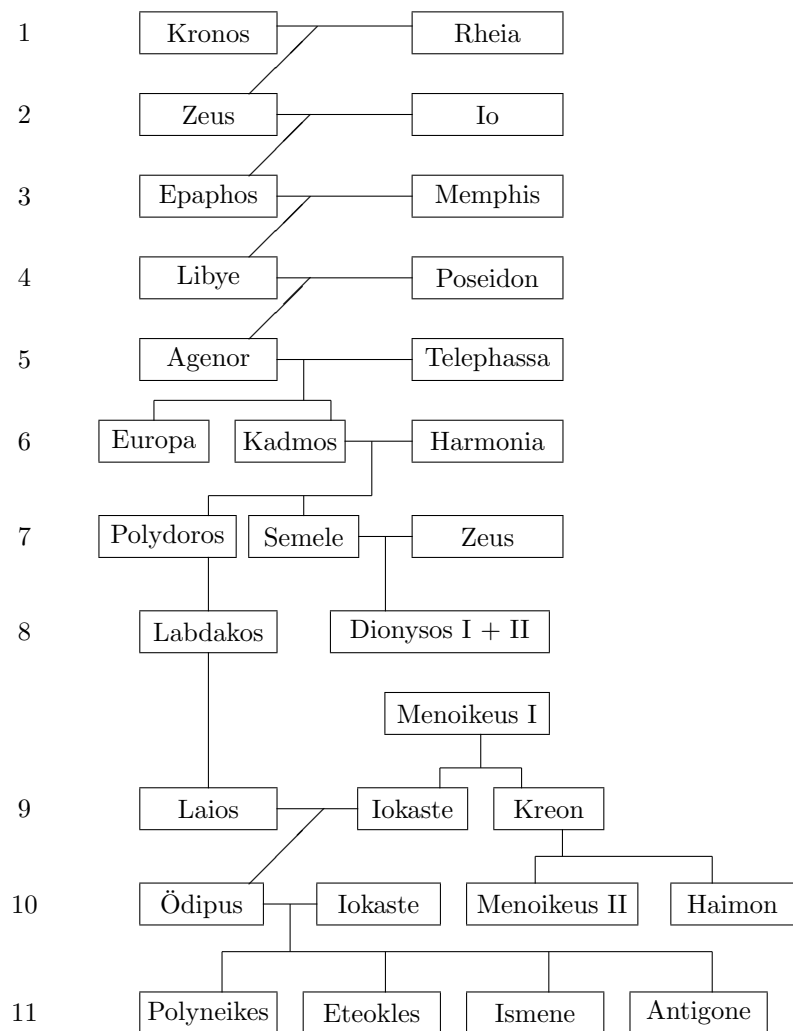 1 Kronos Rheia
2 Zeus Io
3 Epaphos Memphis
4 Libye Poseidon
5 Agenor Telephassa
6 Europa Kadmos Harmonia
7 Polydoros Semele Zeus
8 Labdakos Dionysos I + II
Menoikeus I
9 Laios Iokaste Kreon
10 Ödipus Iokaste Menoikeus II Haimon
11 Polyneikes Eteokles Ismene Antigone